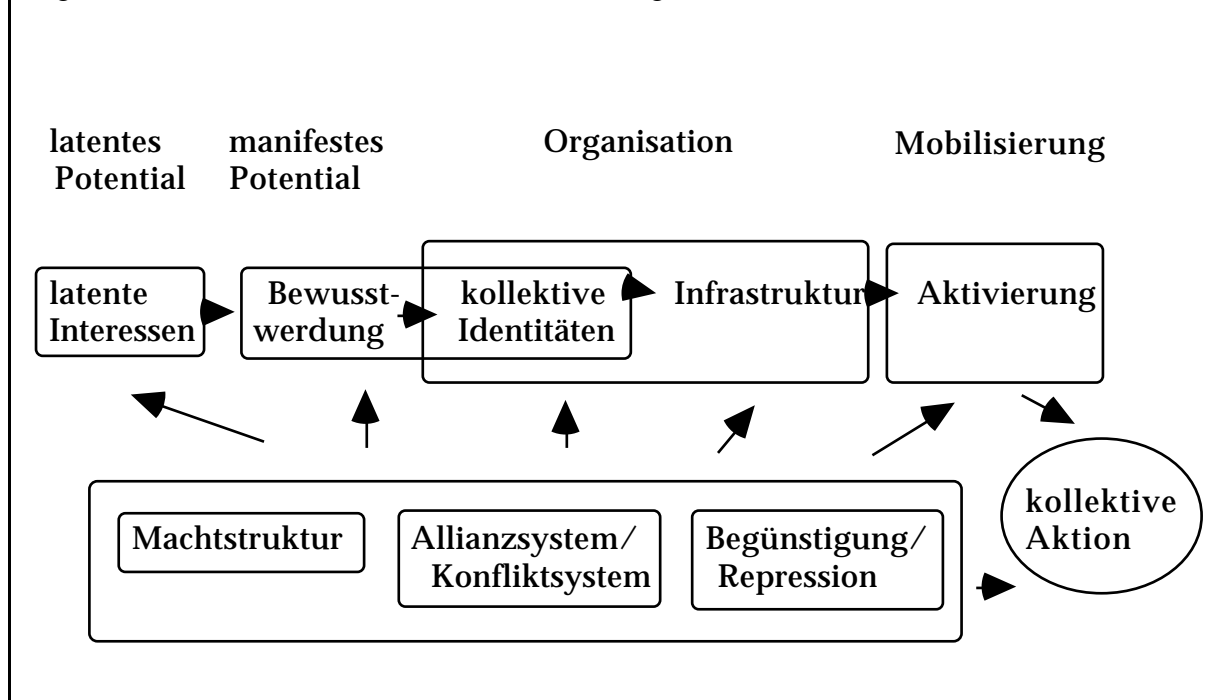 latentes manifestes Organisation Mobilisierung
Potential Potential
latente Bewusst- kollektive Infrastruktur Aktivierung
Interessen werdung Identitäten
kollektive
Aktion
Machtstruktur Allianzsystem/ Begünstigung/
Konfliktsystem Repression